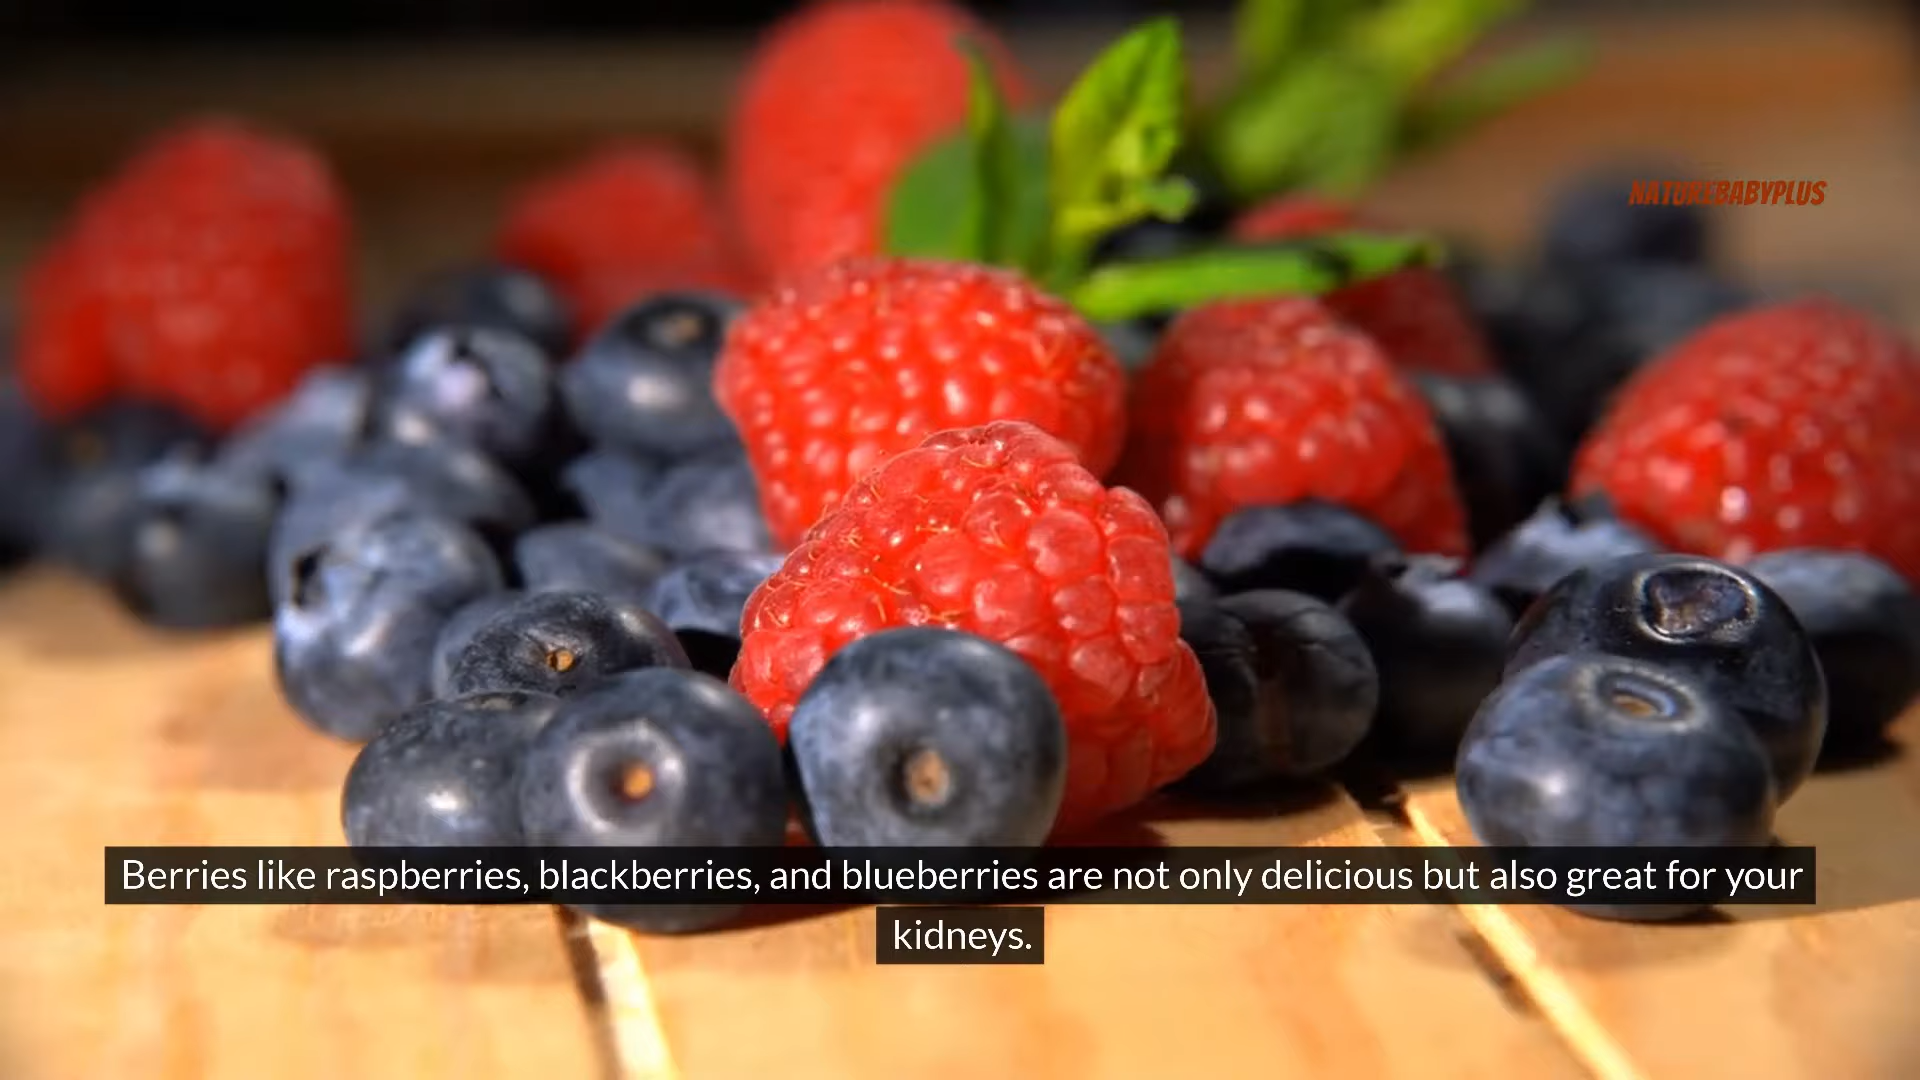 NATUREBABYPLUS
Berries like raspberries, blackberries, and blueberries are not only delicious but also great for your
kidneys.